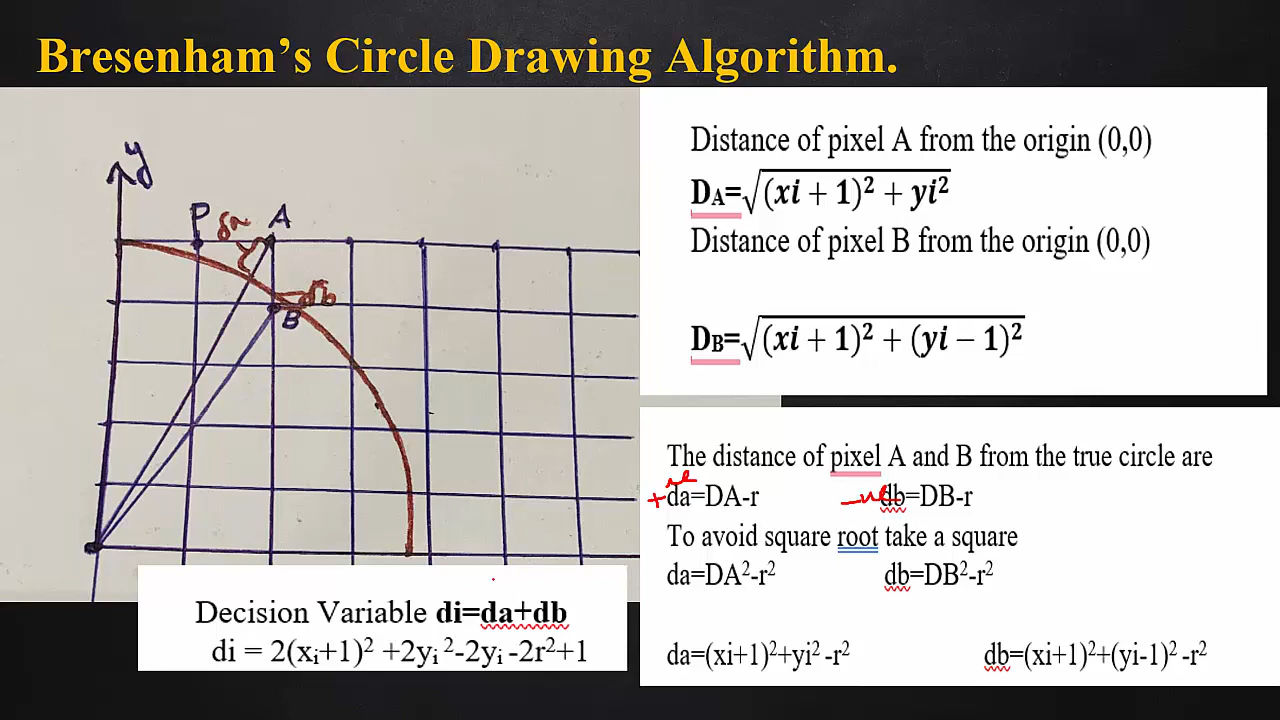 Bresenham's Circle Drawing Algorithm.
y
P
δa
A
δb
B
Distance of pixel A from the origin (0,0)
DA=√(xi + 1)² + yi²
Distance of pixel B from the origin (0,0)
DB=√(xi + 1)² + (yi − 1)²
The distance of pixel A and B from the true circle are
+ve da=DA-r -ve db=DB-r
To avoid square root take a square
da=DA²-r² db=DB²-r²
da=(xi+1)²+yi² -r² db=(xi+1)²+(yi-1)² -r²
Decision Variable di=da+db
di = 2(xᵢ+1)² +2yᵢ ²-2yᵢ -2r²+1